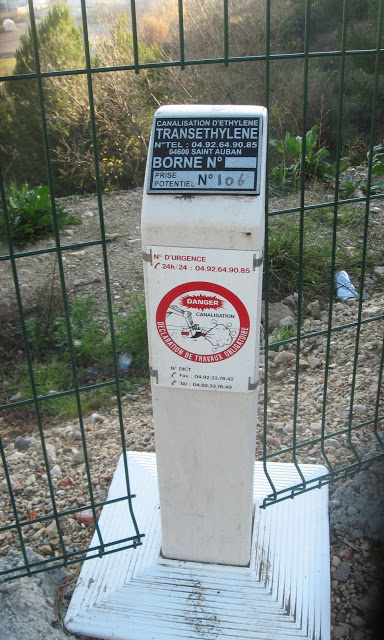 CANALISATION D'ETHYLENE
TRANSETHYLENE
N°TEL : 04.92.64.90.85
04600 SAINT AUBAN
BORNE N°
PRISE
POTENTIEL N° 106
N° D'URGENCE
24h/24 : 04.92.64.90.85
DANGER
CANALISATION
DÉCLARATION DE TRAVAUX OBLIGATOIRE
N° DICT
Fax : 04.92.33.76.42
Tél : 04.92.33.76.49